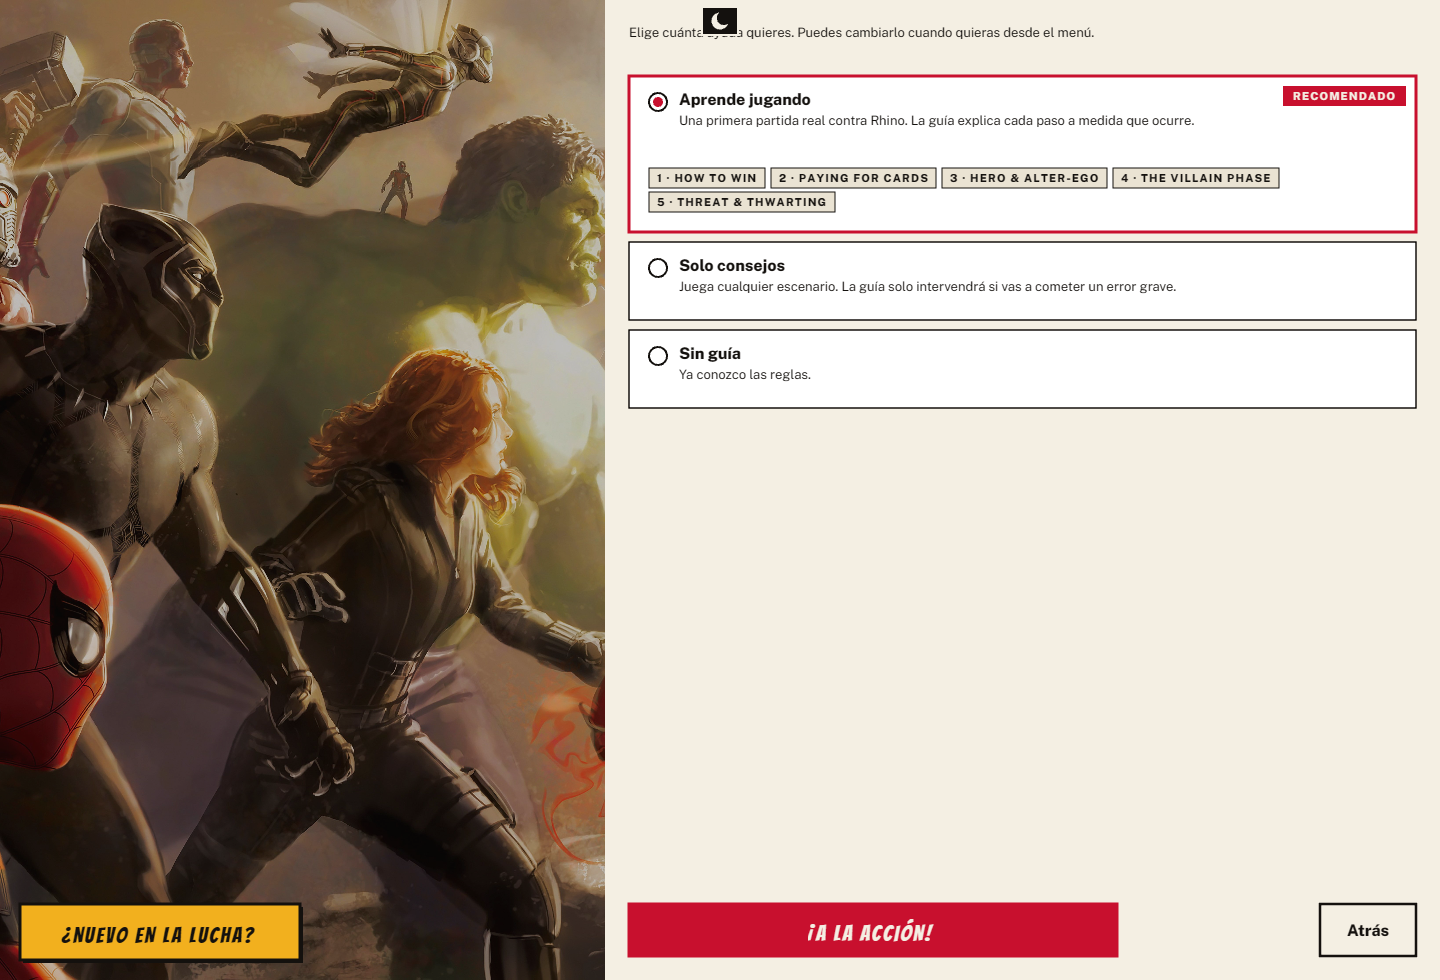 Elige cuánta quieres. Puedes cambiarlo cuando quieras desde el menú.
Aprende jugando
RECOMENDADO
Una primera partida real contra Rhino. La guía explica cada paso a medida que ocurre.
1 · HOW TO WIN
2 · PAYING FOR CARDS
3 · HERO & ALTER-EGO
4 · THE VILLAIN PHASE
5 · THREAT & THWARTING
Solo consejos
Juega cualquier escenario. La guía solo intervendrá si vas a cometer un error grave.
Sin guía
Ya conozco las reglas.
¿NUEVO EN LA LUCHA?
¡A LA ACCIÓN!
Atrás